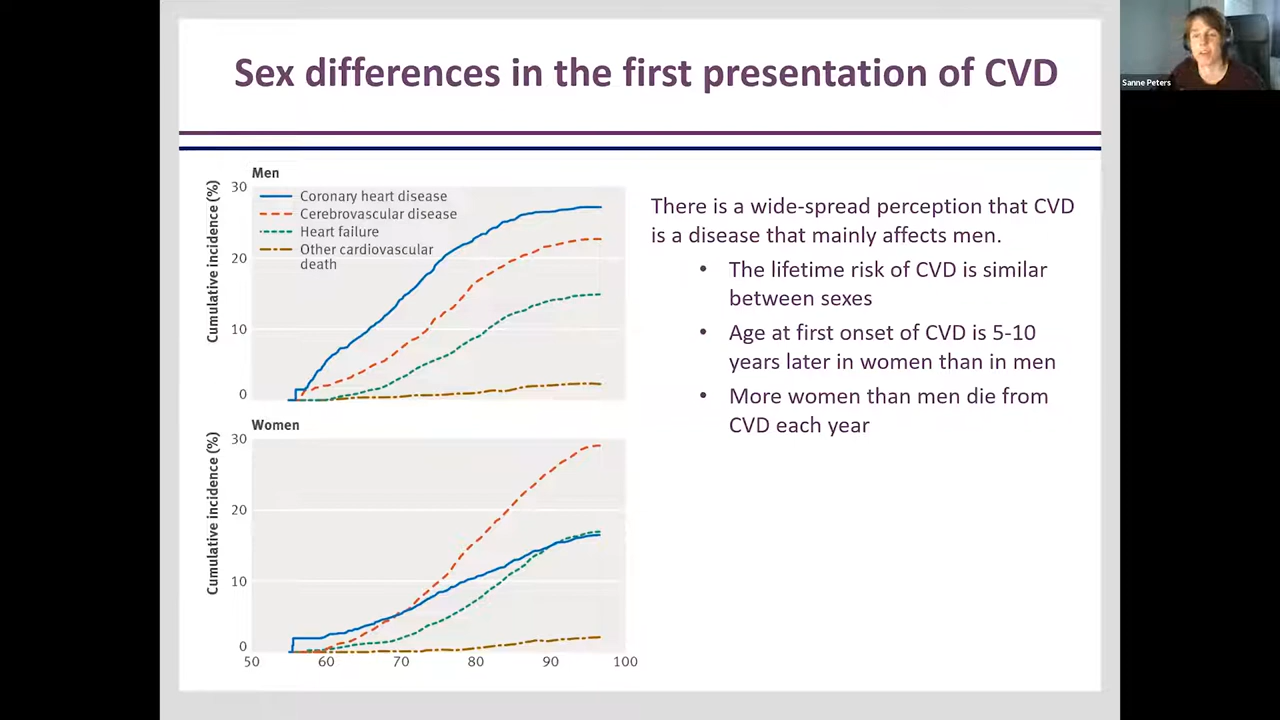 Sex differences in the first presentation of CVD
Sanne Peters
Men
Cumulative incidence (%)
30
20
10
0
Coronary heart disease
Cerebrovascular disease
Heart failure
Other cardiovascular
death
Women
Cumulative incidence (%)
30
20
10
0
50 60 70 80 90 100
There is a wide-spread perception that CVD
is a disease that mainly affects men.
• The lifetime risk of CVD is similar
between sexes
• Age at first onset of CVD is 5-10
years later in women than in men
• More women than men die from
CVD each year